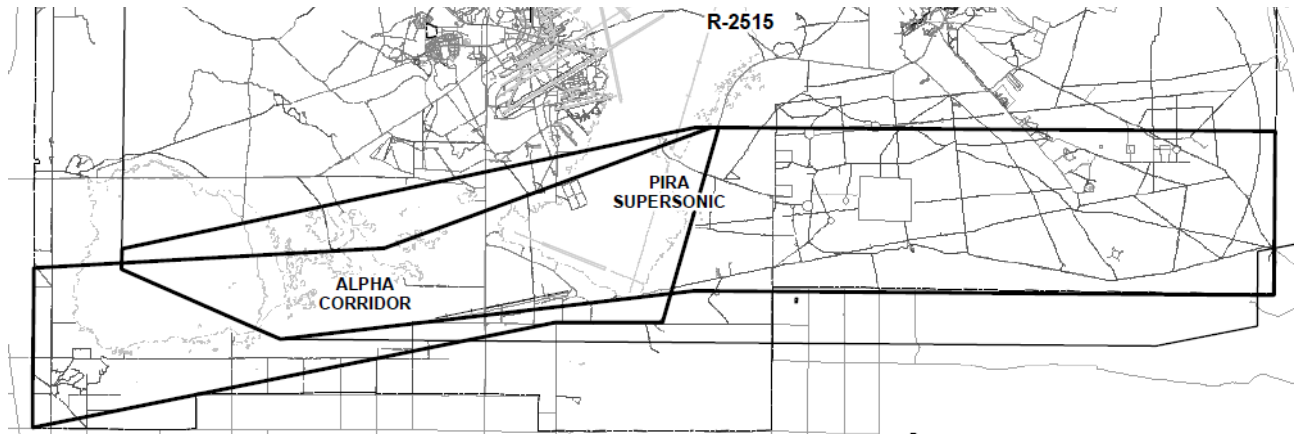 R-2515
PIRA
SUPERSONIC
ALPHA
CORRIDOR